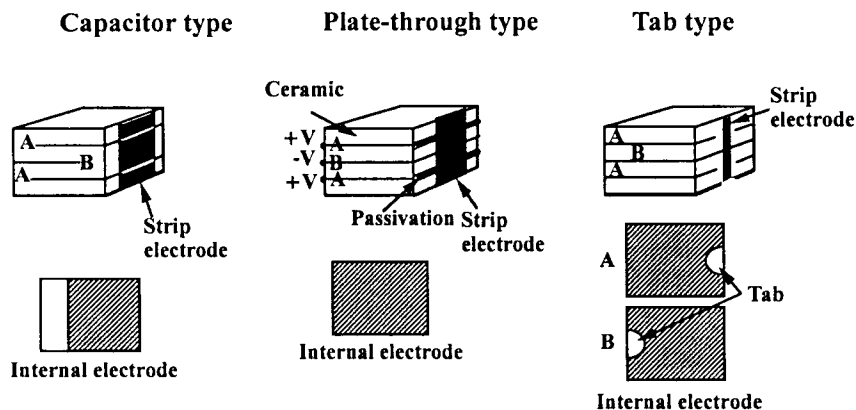 Capacitor type
Plate-through type
Tab type
A
B
A
Strip
electrode
Internal electrode
Ceramic
+V
-V
+V
A
B
A
Passivation
Strip
electrode
Internal electrode
Strip
electrode
A
B
A
A
Tab
B
Internal electrode